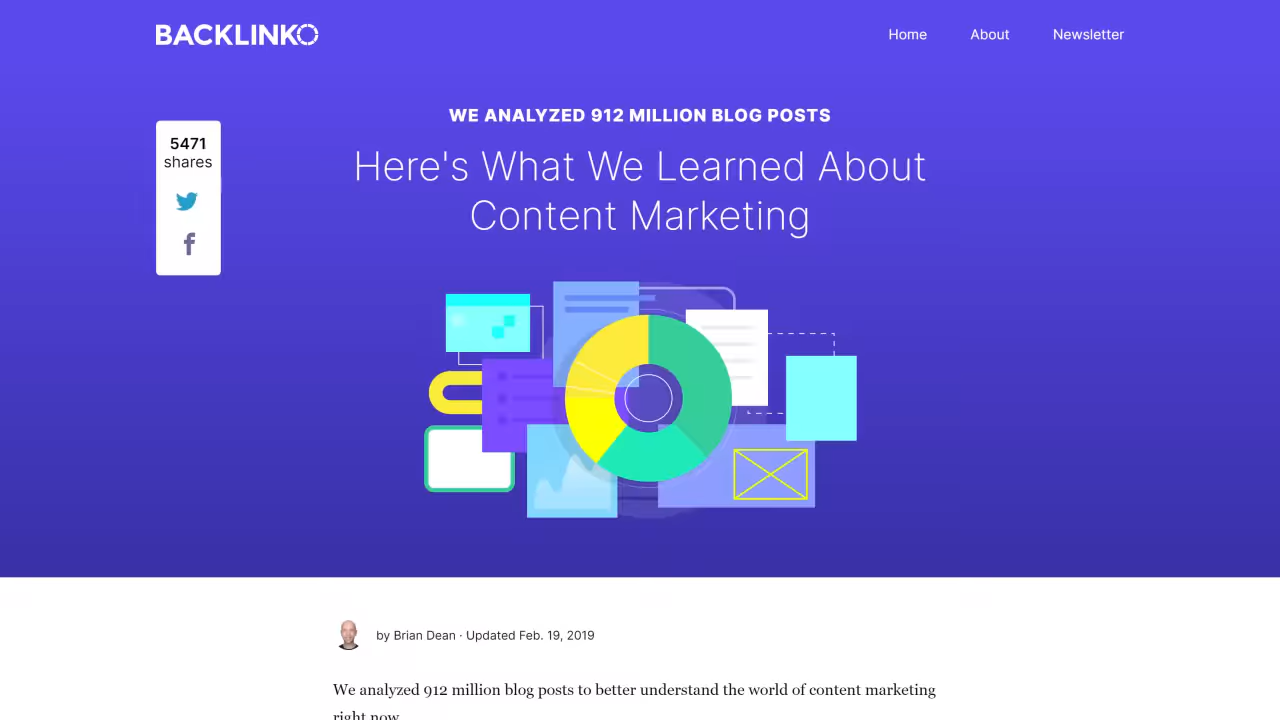 BACKLINKO
Home
About
Newsletter
WE ANALYZED 912 MILLION BLOG POSTS
5471
shares
Here's What We Learned About
Content Marketing
by Brian Dean · Updated Feb. 19, 2019
We analyzed 912 million blog posts to better understand the world of content marketing
right now.